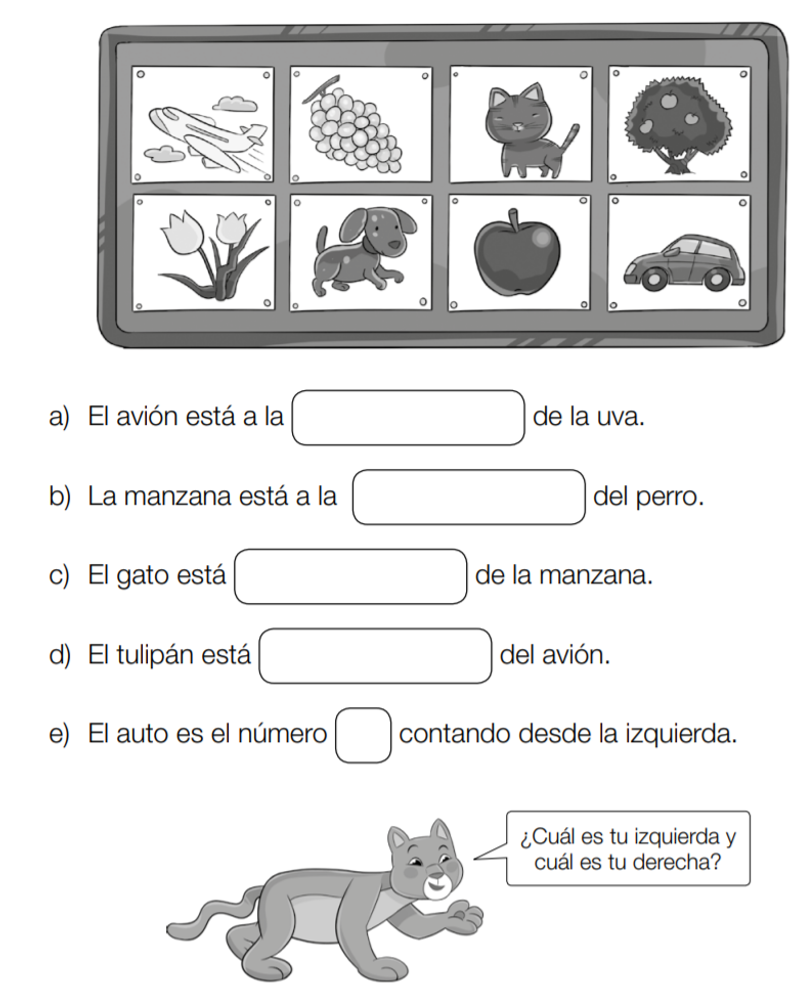 a) El avión está a la de la uva.
b) La manzana está a la del perro.
c) El gato está de la manzana.
d) El tulipán está del avión.
e) El auto es el número contando desde la izquierda.
¿Cuál es tu izquierda y
cuál es tu derecha?